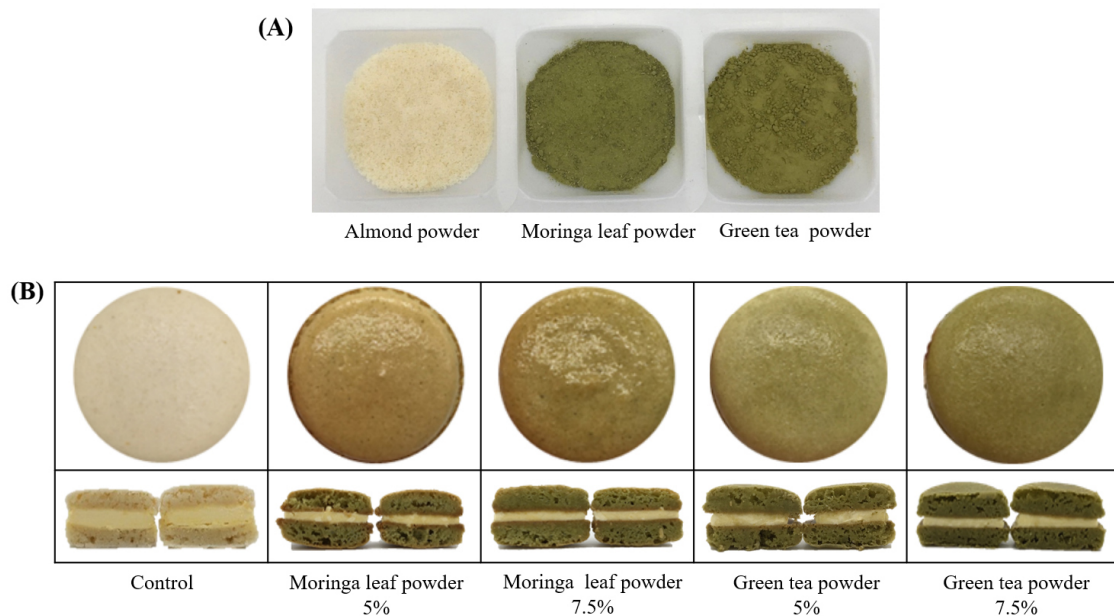 (A)
Almond powder
Moringa leaf powder
Green tea powder
(B)
Control
Moringa leaf powder
5%
Moringa leaf powder
7.5%
Green tea powder
5%
Green tea powder
7.5%